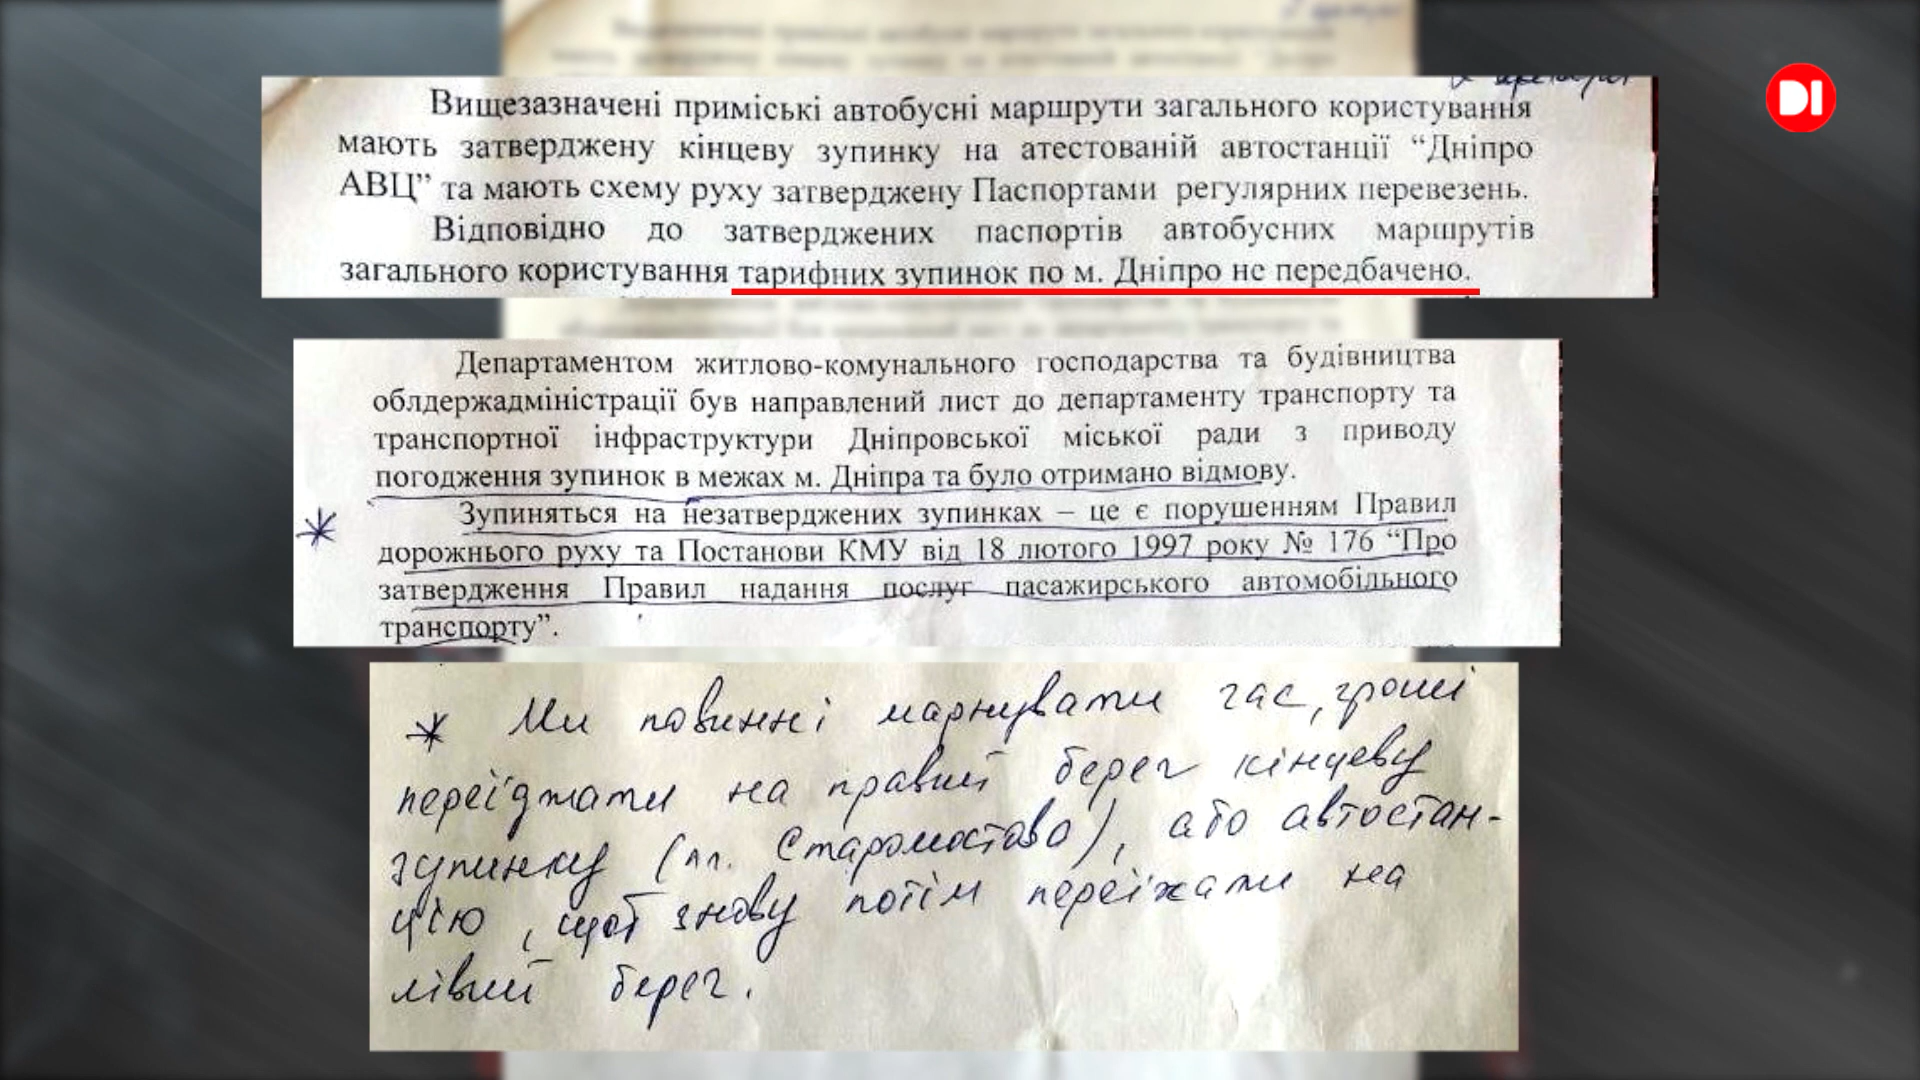 DI
Вищезазначені приміські автобусні маршрути загального користування
мають затверджену кінцеву зупинку на атестованій автостанції “Дніпро
АВЦ” та мають схему руху затверджену Паспортами регулярних перевезень.
Відповідно до затверджених паспортів автобусних маршрутів
загального користування тарифних зупинок по м. Дніпро не передбачено.
Департаментом житлово-комунального господарства та будівництва
облдержадміністрації був направлений лист до департаменту транспорту та
транспортної інфраструктури Дніпровської міської ради з приводу
погодження зупинок в межах м. Дніпра та було отримано відмову.
* Зупиняться на незатверджених зупинках – це є порушенням Правил
дорожнього руху та Постанови КМУ від 18 лютого 1997 року № 176 “Про
затвердження Правил надання послуг пасажирського автомобільного
транспорту”.
* Ми повинні марнувати час, гроші
переїджати на правий берег кінцеву
зупинку (пл. Старомостова), або автостан-
цію, щоб знову потім переїжати на
лівий берег.